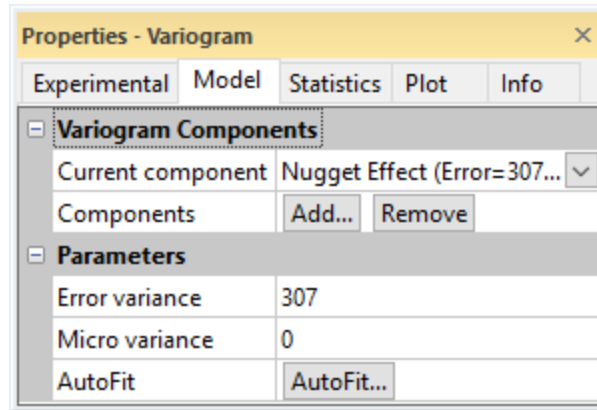 Properties - Variogram
Experimental Model Statistics Plot Info
Variogram Components
Current component Nugget Effect (Error=307...
Components Add... Remove
Parameters
Error variance 307
Micro variance 0
AutoFit AutoFit...